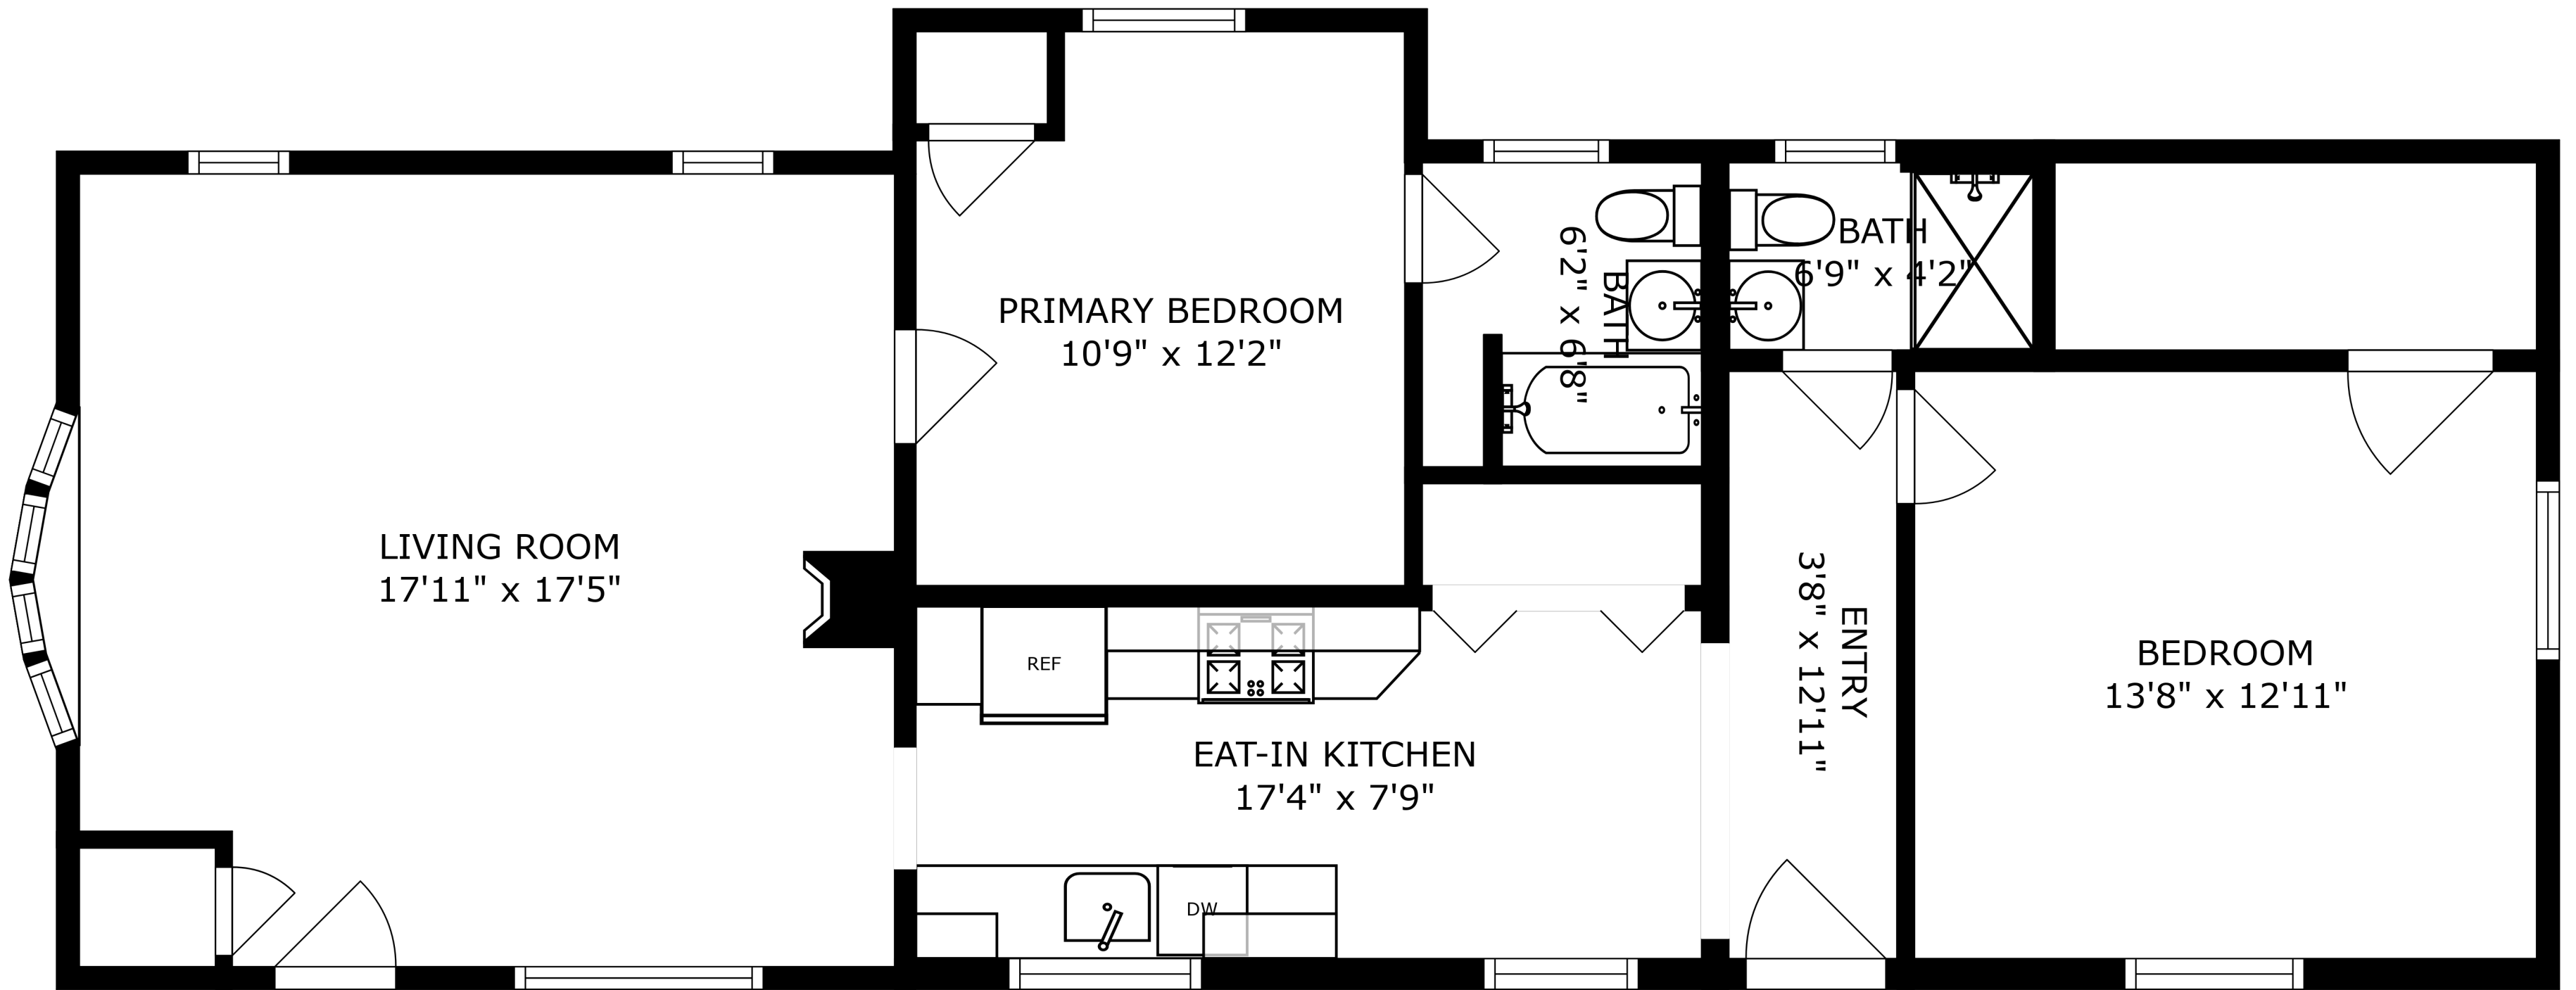 PRIMARY BEDROOM
10'9" x 12'2"
BATH
6'2" x 6'8"
BATH
6'9" x 4'2"
LIVING ROOM
17'11" x 17'5"
REF
EAT-IN KITCHEN
17'4" x 7'9"
DW
ENTRY
3'8" x 12'11"
BEDROOM
13'8" x 12'11"